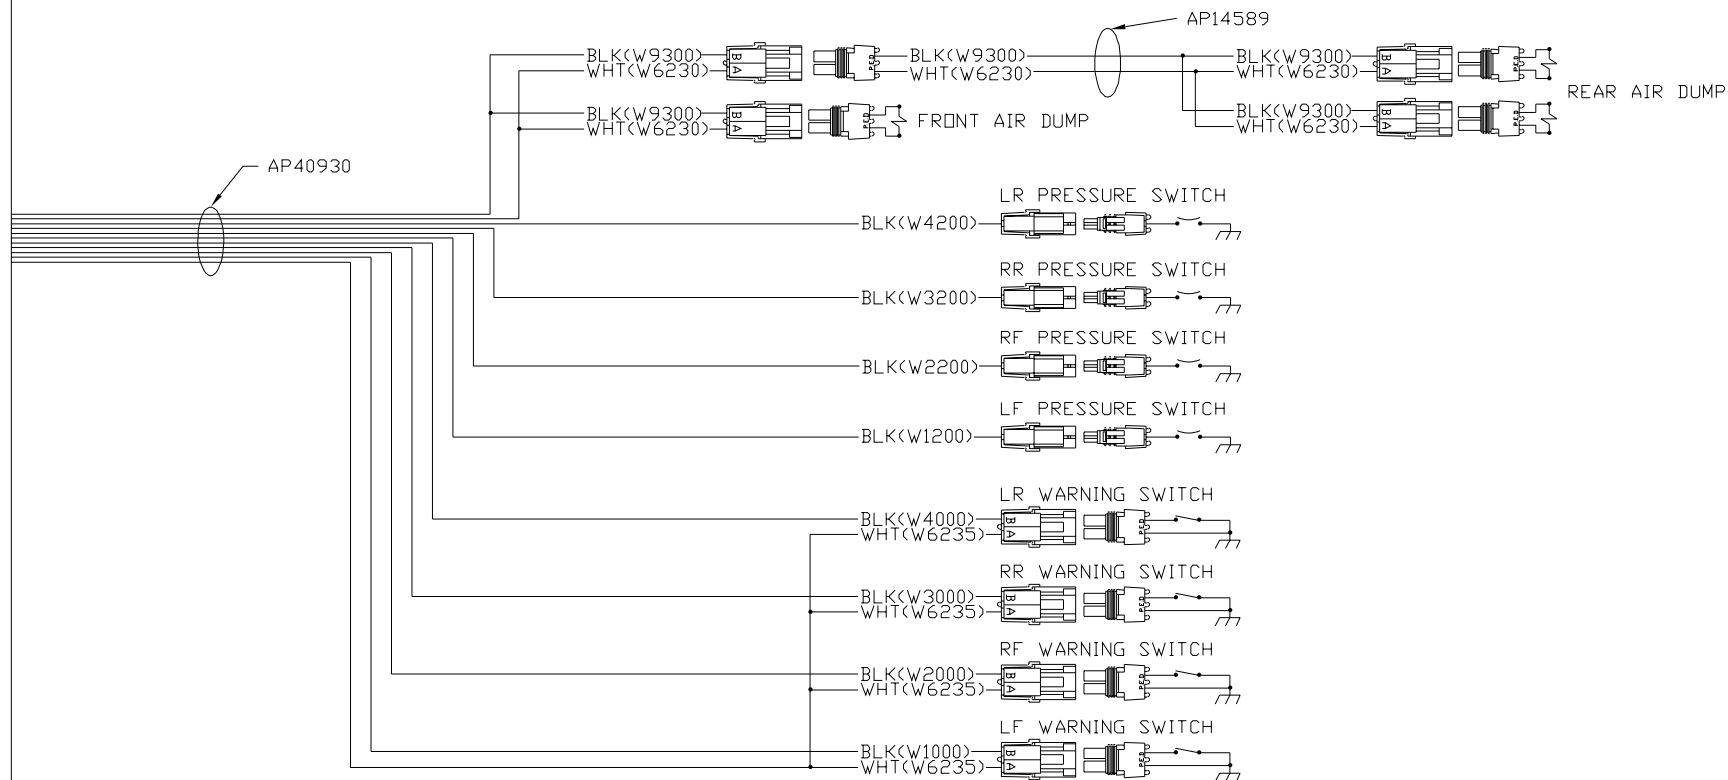 AP14589
BLK(W9300) B BLK(W9300) BLK(W9300) B
WHT(W6230) A WHT(W6230) WHT(W6230) A
REAR AIR DUMP
BLK(W9300) B BLK(W9300) B
WHT(W6230) A FRONT AIR DUMP WHT(W6230) A
AP40930
LR PRESSURE SWITCH
BLK(W4200)
RR PRESSURE SWITCH
BLK(W3200)
RF PRESSURE SWITCH
BLK(W2200)
LF PRESSURE SWITCH
BLK(W1200)
LR WARNING SWITCH
BLK(W4000) B
WHT(W6235) A
RR WARNING SWITCH
BLK(W3000) B
WHT(W6235) A
RF WARNING SWITCH
BLK(W2000) B
WHT(W6235) A
LF WARNING SWITCH
BLK(W1000) B
WHT(W6235) A